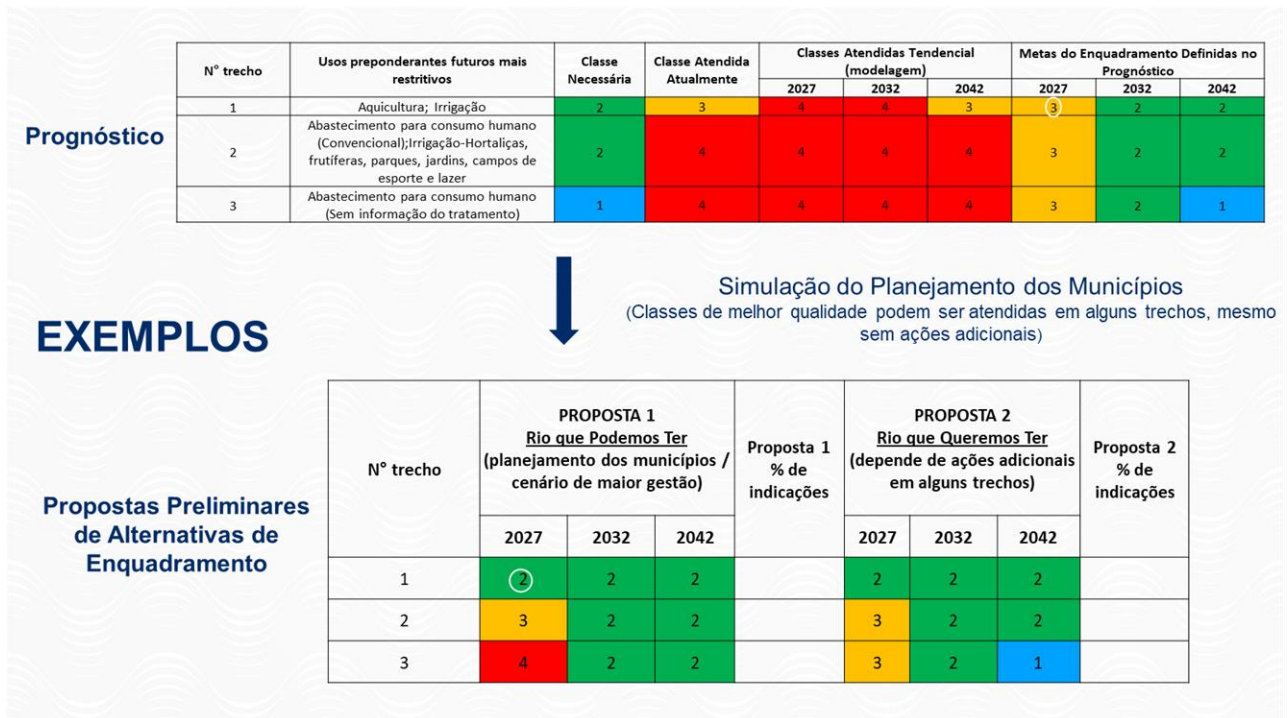 N° trecho
Usos preponderantes futuros mais
restritivos
Classe
Necessária
Classe Atendida
Atualmente
Classes Atendidas Tendencial
(modelagem)
Metas do Enquadramento Definidas no
Prognóstico
2027 2032 2042 2027 2032 2042
Prognóstico
1 Aquicultura; Irrigação 2 3 4 4 3 3 2 2
2
Abastecimento para consumo humano
(Convencional);Irrigação-Hortaliças,
frutíferas, parques, jardins, campos de
esporte e lazer
2 4 4 4 4 3 2 2
3
Abastecimento para consumo humano
(Sem informação do tratamento)
1 4 4 4 4 3 2 1
EXEMPLOS
Simulação do Planejamento dos Municípios
(Classes de melhor qualidade podem ser atendidas em alguns trechos, mesmo
sem ações adicionais)
Propostas Preliminares
de Alternativas de
Enquadramento
N° trecho
PROPOSTA 1
Rio que Podemos Ter
(planejamento dos municípios /
cenário de maior gestão)
Proposta 1
% de
indicações
PROPOSTA 2
Rio que Queremos Ter
(depende de ações adicionais
em alguns trechos)
Proposta 2
% de
indicações
2027 2032 2042 2027 2032 2042
1 2 2 2 2 2 2
2 3 2 2 3 2 2
3 4 2 2 3 2 1